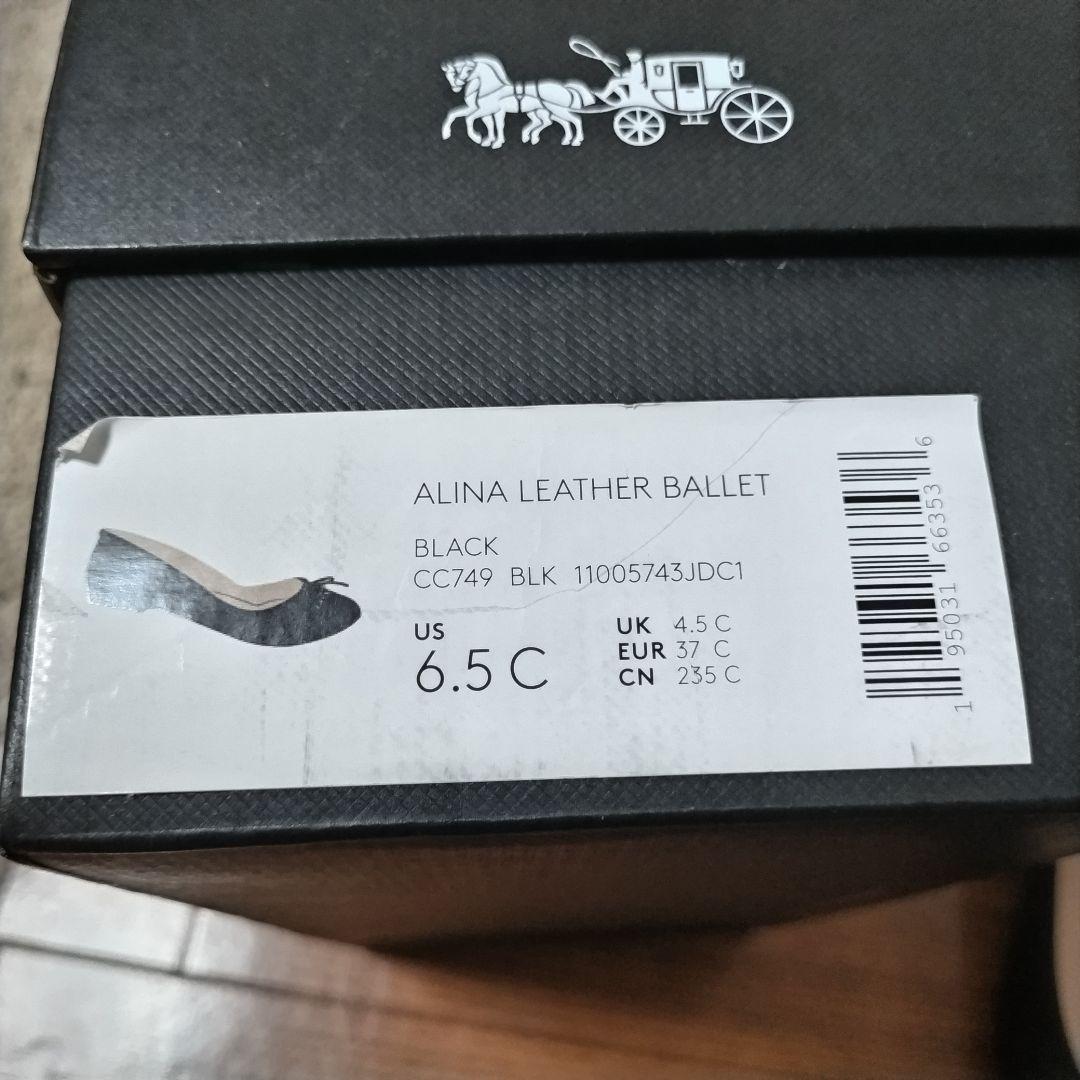 ALINA LEATHER BALLET
BLACK
CC749 BLK 11005743JDC1
US
6.5 C
UK 4.5 C
EUR 37 C
CN 235 C
1 95031 66353 6